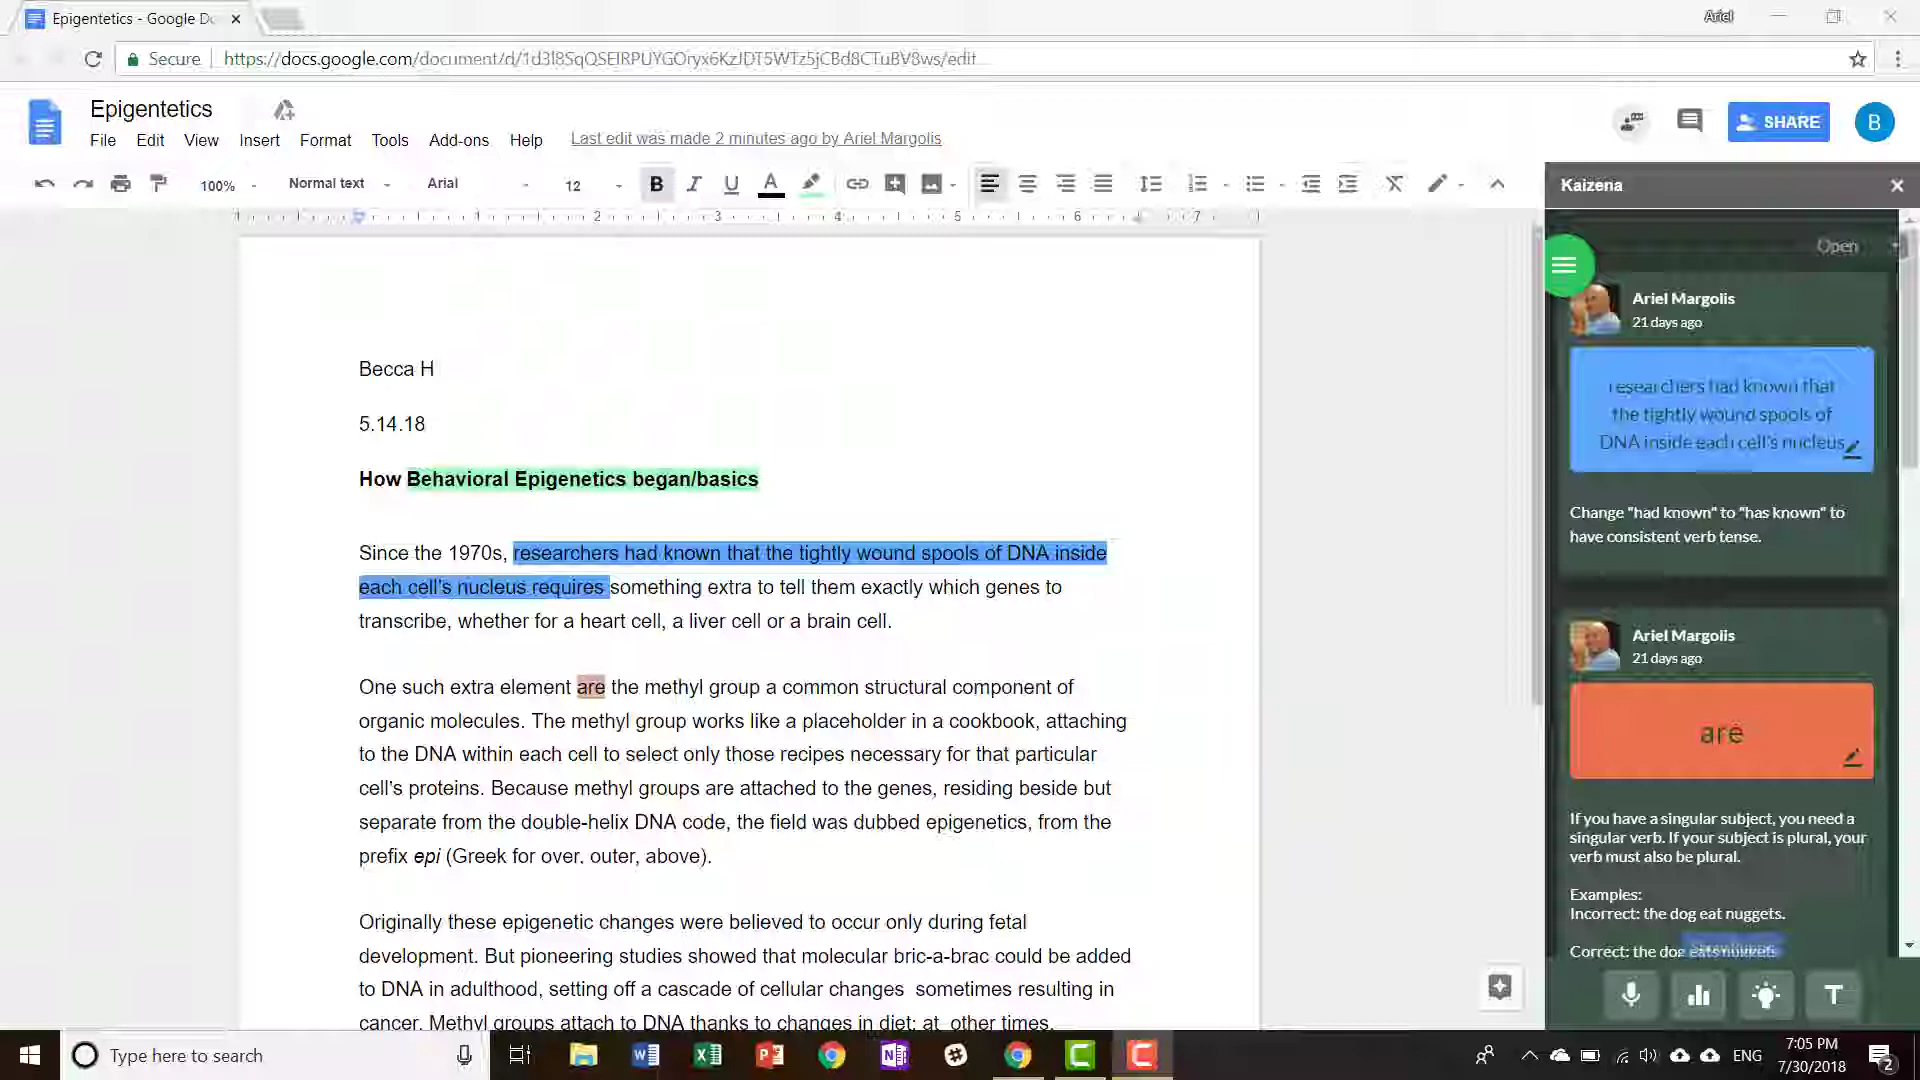 Epigentetics - Google Do
Ariel
Secure
https://docs.google.com/document/d/
Epigentetics
File Edit View Insert Format Tools Add-ons Help
Last edit was made 2 minutes ago by Ariel Margolis
SHARE
B
100% Normal text Arial 12 B I U A
Kaizena
2 3 4 5 6 7
Open
Ariel Margolis
21 days ago
researchers had known that
the tightly wound spools of
DNA inside each cell's nucleus
Change "had known" to "has known" to
have consistent verb tense.
Ariel Margolis
21 days ago
are
If you have a singular subject, you need a
singular verb. If your subject is plural, your
verb must also be plural.
Examples:
Incorrect: the dog eat nuggets.
Correct: the dog eats nuggets.
T
Becca H
5.14.18
How Behavioral Epigenetics began/basics
Since the 1970s, researchers had known that the tightly wound spools of DNA inside
each cell's nucleus requires something extra to tell them exactly which genes to
transcribe, whether for a heart cell, a liver cell or a brain cell.
One such extra element are the methyl group a common structural component of
organic molecules. The methyl group works like a placeholder in a cookbook, attaching
to the DNA within each cell to select only those recipes necessary for that particular
cell's proteins. Because methyl groups are attached to the genes, residing beside but
separate from the double-helix DNA code, the field was dubbed epigenetics, from the
prefix epi (Greek for over, outer, above).
Originally these epigenetic changes were believed to occur only during fetal
development. But pioneering studies showed that molecular bric-a-brac could be added
to DNA in adulthood, setting off a cascade of cellular changes sometimes resulting in
cancer. Methyl groups attach to DNA thanks to changes in diet; at other times,
Type here to search
ENG
7:05 PM
7/30/2018
2